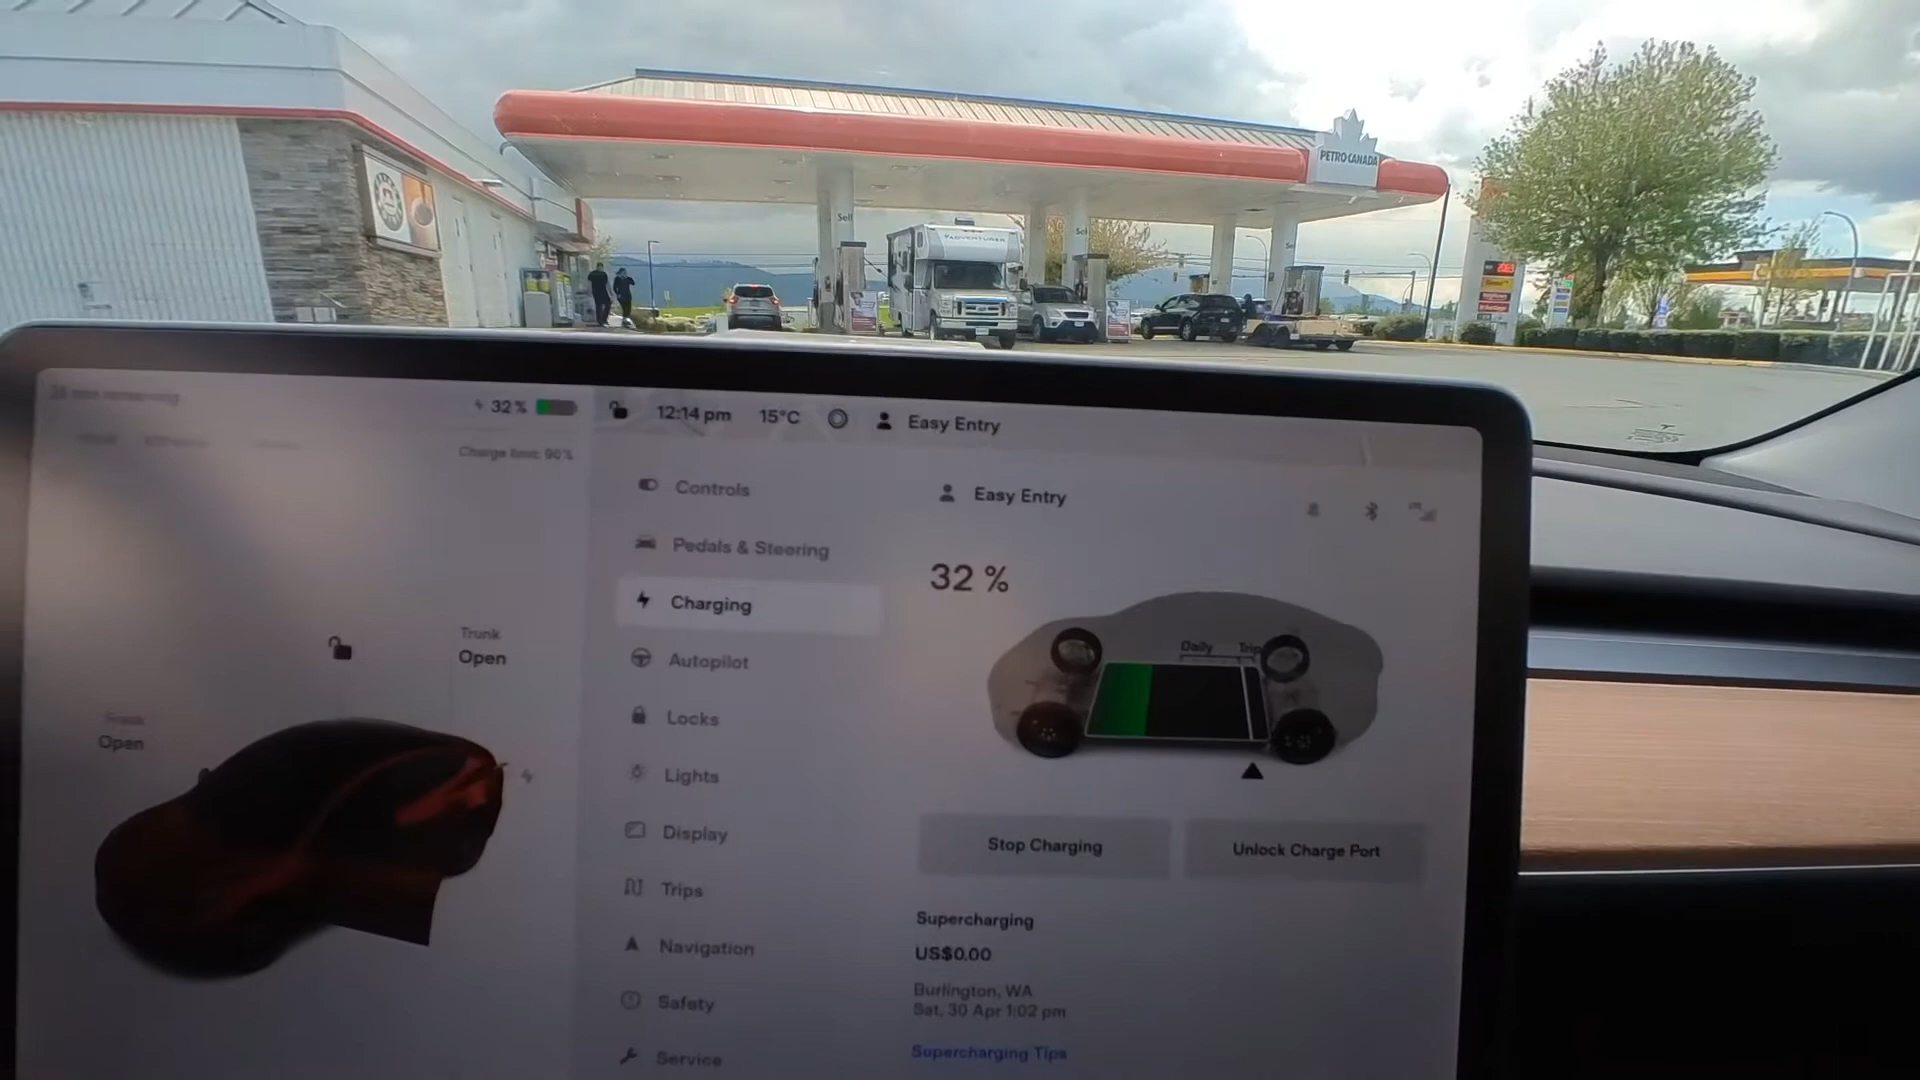 PETRO CANADA
Self
ADVENTURER
32%
12:14 pm
15°C
Easy Entry
Charge limit: 90%
Controls
Pedals & Steering
Charging
Autopilot
Locks
Lights
Display
Trips
Navigation
Safety
Service
Trunk
Open
Open
Easy Entry
32 %
Daily
Trip
Stop Charging
Unlock Charge Port
Supercharging
US$0.00
Burlington, WA
Sat, 30 Apr 1:02 pm
Supercharging Tips